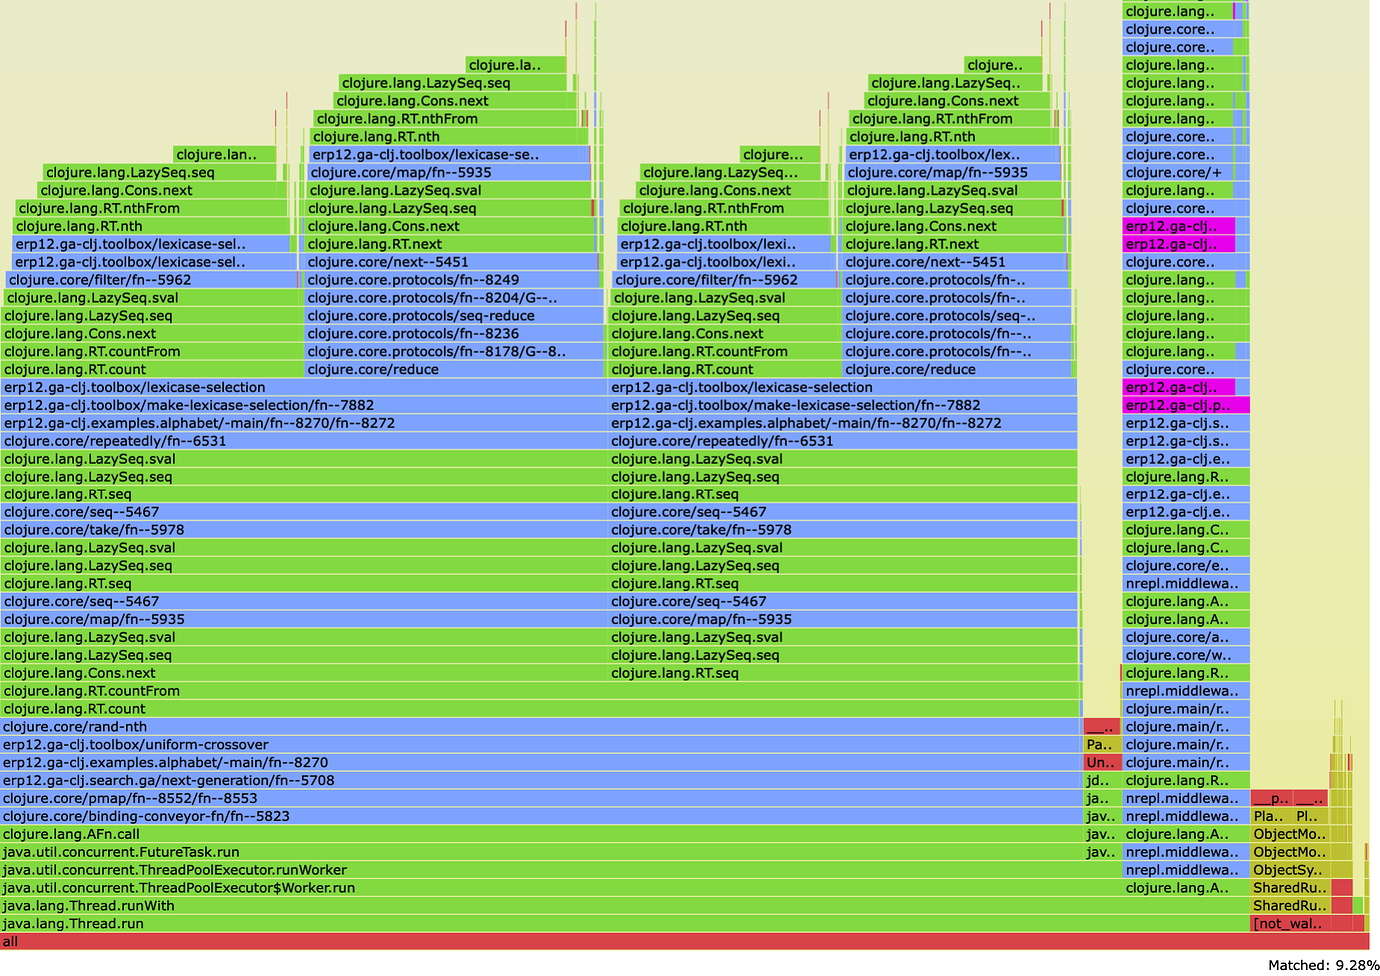 clojure.lang..
clojure.core..
clojure.core..
clojure.la.. clojure.. clojure.lang..
clojure.lang.LazySeq.seq clojure.lang.LazySeq.. clojure.lang..
clojure.lang.Cons.next clojure.lang.Cons.next clojure.lang..
clojure.lang.RT.nthFrom clojure.lang.RT.nthFrom clojure.lang..
clojure.lang.RT.nth clojure.lang.RT.nth clojure.core..
clojure.lan.. erp12.ga-clj.toolbox/lexicase-se.. clojure... erp12.ga-clj.toolbox/lex.. clojure.core..
clojure.lang.LazySeq.seq clojure.core/map/fn--5935 clojure.lang.LazySeq... clojure.core/map/fn--5935 clojure.core/+
clojure.lang.Cons.next clojure.lang.LazySeq.sval clojure.lang.Cons.next clojure.lang.LazySeq.sval clojure.lang..
clojure.lang.RT.nthFrom clojure.lang.LazySeq.seq clojure.lang.RT.nthFrom clojure.lang.LazySeq.seq clojure.core..
clojure.lang.RT.nth clojure.lang.Cons.next clojure.lang.RT.nth clojure.lang.Cons.next erp12.ga-clj..
erp12.ga-clj.toolbox/lexicase-sel.. clojure.lang.RT.next erp12.ga-clj.toolbox/lexi.. clojure.lang.RT.next erp12.ga-clj..
erp12.ga-clj.toolbox/lexicase-sel.. clojure.core/next--5451 erp12.ga-clj.toolbox/lexi.. clojure.core/next--5451 clojure.core..
clojure.core/filter/fn--5962 clojure.core.protocols/fn--8249 clojure.core/filter/fn--5962 clojure.core.protocols/fn-.. clojure.lang..
clojure.lang.LazySeq.sval clojure.core.protocols/fn--8204/G--.. clojure.lang.LazySeq.sval clojure.core.protocols/fn-.. clojure.lang..
clojure.lang.LazySeq.seq clojure.core.protocols/seq-reduce clojure.lang.LazySeq.seq clojure.core.protocols/seq-.. clojure.lang..
clojure.lang.Cons.next clojure.core.protocols/fn--8236 clojure.lang.Cons.next clojure.core.protocols/fn--.. clojure.lang..
clojure.lang.RT.countFrom clojure.core.protocols/fn--8178/G--8.. clojure.lang.RT.countFrom clojure.core.protocols/fn--.. clojure.lang..
clojure.lang.RT.count clojure.core/reduce clojure.lang.RT.count clojure.core/reduce clojure.core..
erp12.ga-clj.toolbox/lexicase-selection erp12.ga-clj.toolbox/lexicase-selection erp12.ga-clj..
erp12.ga-clj.toolbox/make-lexicase-selection/fn--7882 erp12.ga-clj.toolbox/make-lexicase-selection/fn--7882 erp12.ga-clj.p..
erp12.ga-clj.examples.alphabet/-main/fn--8270/fn--8272 erp12.ga-clj.examples.alphabet/-main/fn--8270/fn--8272 erp12.ga-clj.s..
clojure.core/repeatedly/fn--6531 clojure.core/repeatedly/fn--6531 erp12.ga-clj.s..
clojure.lang.LazySeq.sval clojure.lang.LazySeq.sval erp12.ga-clj.e..
clojure.lang.LazySeq.seq clojure.lang.LazySeq.seq clojure.lang.R..
clojure.lang.RT.seq clojure.lang.RT.seq erp12.ga-clj.e..
clojure.core/seq--5467 clojure.core/seq--5467 erp12.ga-clj.e..
clojure.core/take/fn--5978 clojure.core/take/fn--5978 clojure.lang.C..
clojure.lang.LazySeq.sval clojure.lang.LazySeq.sval clojure.lang.C..
clojure.lang.LazySeq.seq clojure.lang.LazySeq.seq clojure.core/e..
clojure.lang.RT.seq clojure.lang.RT.seq nrepl.middlewa..
clojure.core/seq--5467 clojure.core/seq--5467 clojure.lang.A..
clojure.core/map/fn--5935 clojure.core/map/fn--5935 clojure.lang.A..
clojure.lang.LazySeq.sval clojure.lang.LazySeq.sval clojure.core/a..
clojure.lang.LazySeq.seq clojure.lang.LazySeq.seq clojure.core/w..
clojure.lang.Cons.next clojure.lang.RT.seq clojure.lang.R..
clojure.lang.RT.countFrom nrepl.middlewa..
clojure.lang.RT.count clojure.main/r..
clojure.core/rand-nth __.. clojure.main/r..
erp12.ga-clj.toolbox/uniform-crossover Pa.. clojure.main/r..
erp12.ga-clj.examples.alphabet/-main/fn--8270 Un.. clojure.main/r..
erp12.ga-clj.search.ga/next-generation/fn--5708 jd.. clojure.lang.R..
clojure.core/pmap/fn--8552/fn--8553 ja.. nrepl.middlewa.. __p.. __..
clojure.core/binding-conveyor-fn/fn--5823 jav.. nrepl.middlewa.. Pla.. Pl..
clojure.lang.AFn.call jav.. clojure.lang.A.. ObjectMo..
java.util.concurrent.FutureTask.run jav.. nrepl.middlewa.. ObjectMo..
java.util.concurrent.ThreadPoolExecutor.runWorker nrepl.middlewa.. ObjectSy..
java.util.concurrent.ThreadPoolExecutor$Worker.run clojure.lang.A.. SharedRu..
java.lang.Thread.runWith SharedRu..
java.lang.Thread.run [not_wal..
all
Matched: 9.28%